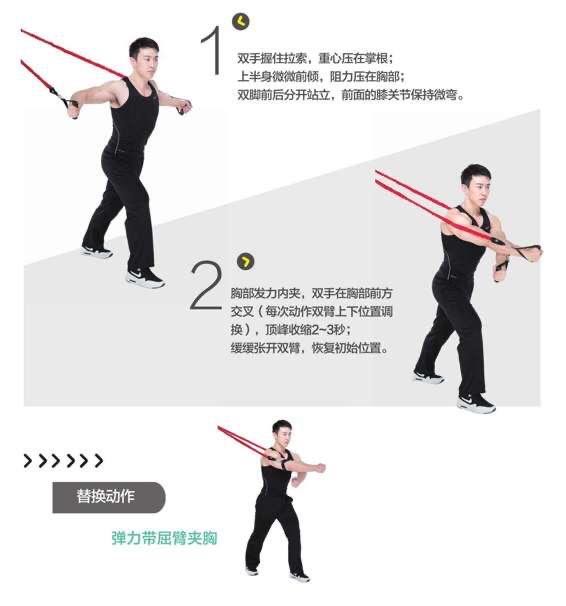 1
双手握住拉索，重心压在掌根；
上半身微微前倾，阻力压在胸部；
双脚前后分开站立，前面的膝关节保持微弯。
2
胸部发力内夹，双手在胸部前方
交叉（每次动作双臂上下位置调
换），顶峰收缩2~3秒；
缓缓张开双臂，恢复初始位置。
替换动作
弹力带屈臂夹胸